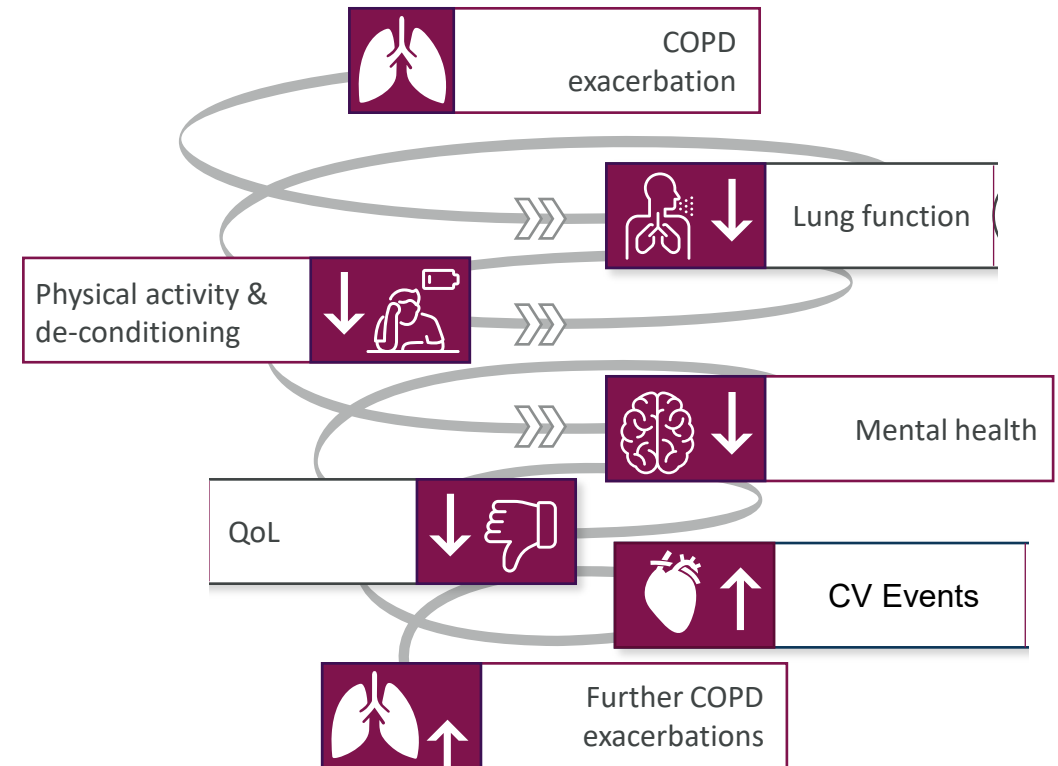 COPD
exacerbation
Lung function
Physical activity &
de-conditioning
Mental health
QoL
CV Events
Further COPD
exacerbations